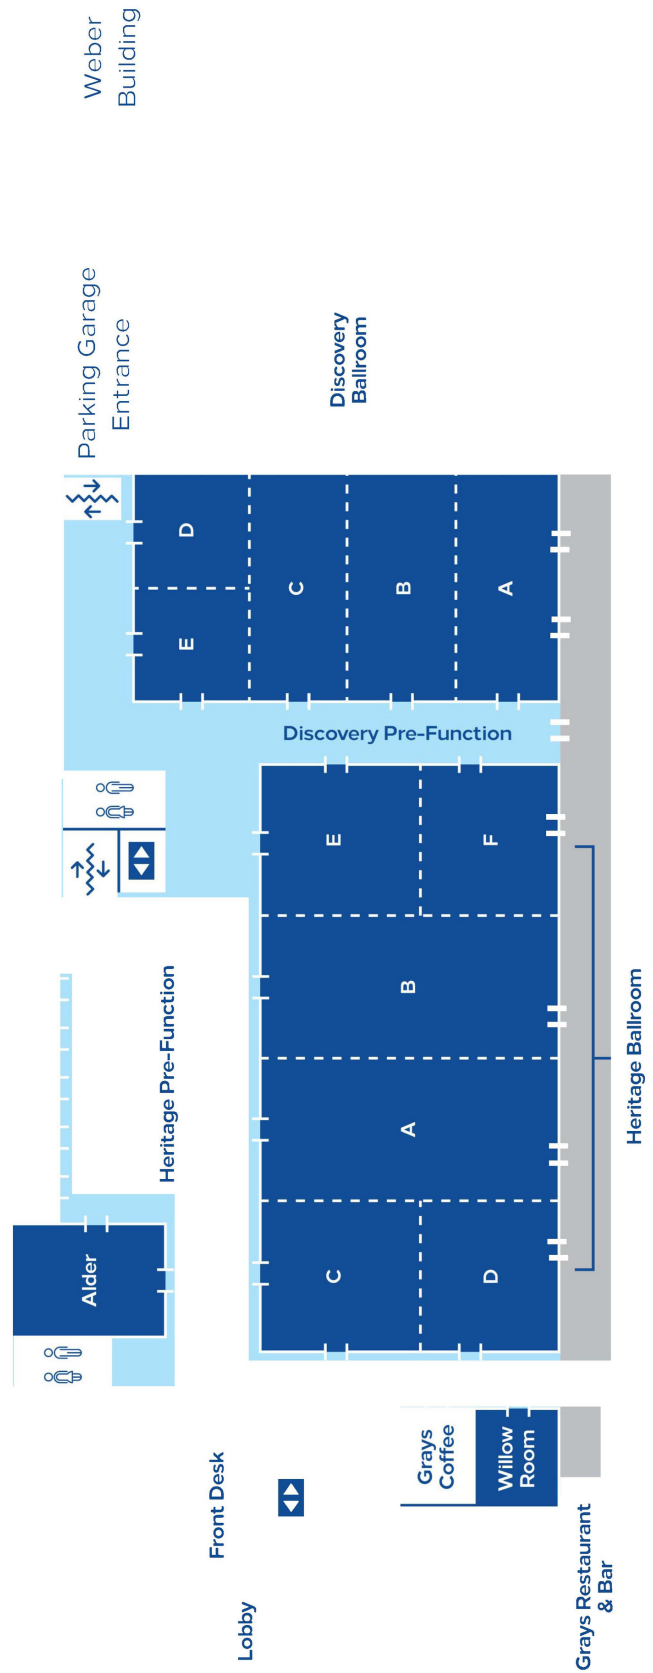 Weber
Building
Parking Garage
Entrance
Discovery
Ballroom
D
E
C
B
A
Discovery Pre-Function
E
F
B
A
C
D
Heritage Pre-Function
Heritage Ballroom
Alder
Grays
Coffee
Willow
Room
Front Desk
Lobby
Grays Restaurant
& Bar